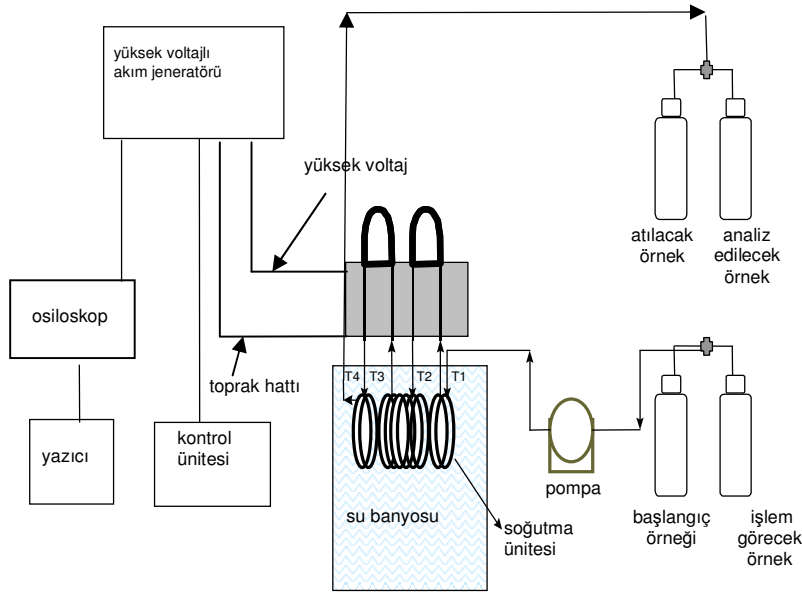 yüksek voltajlı
akım jeneratörü
yüksek voltaj
atılacak
örnek
analiz
edilecek
örnek
osiloskop
toprak hattı
T4 T3 T2 T1
yazıcı
kontrol
ünitesi
su banyosu
soğutma
ünitesi
pompa
başlangıç
örneği
işlem
görecek
örnek